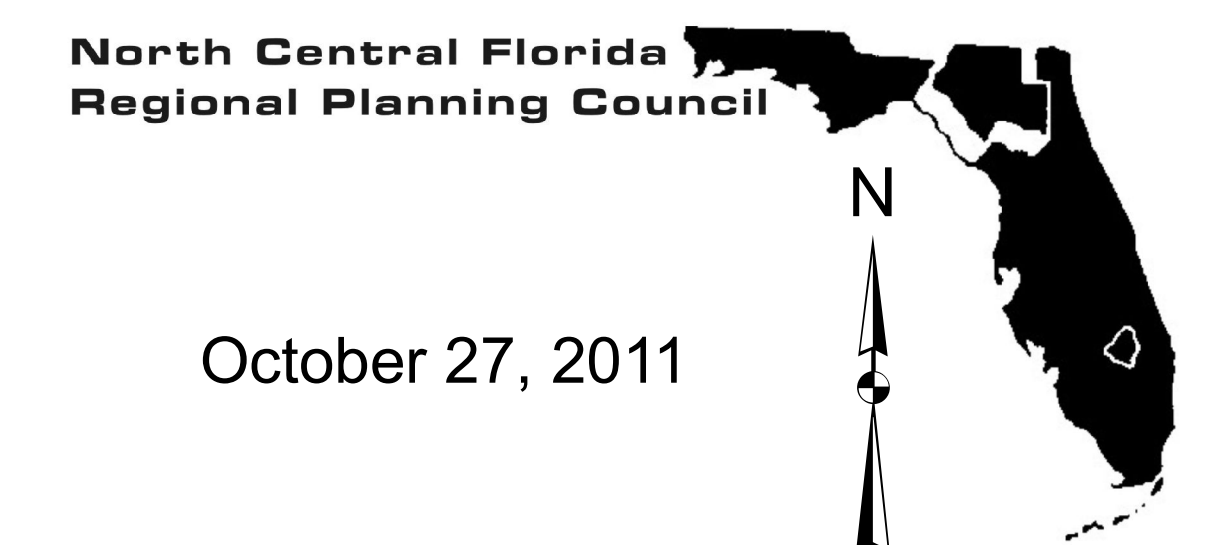 North Central Florida
Regional Planning Council
N
October 27, 2011